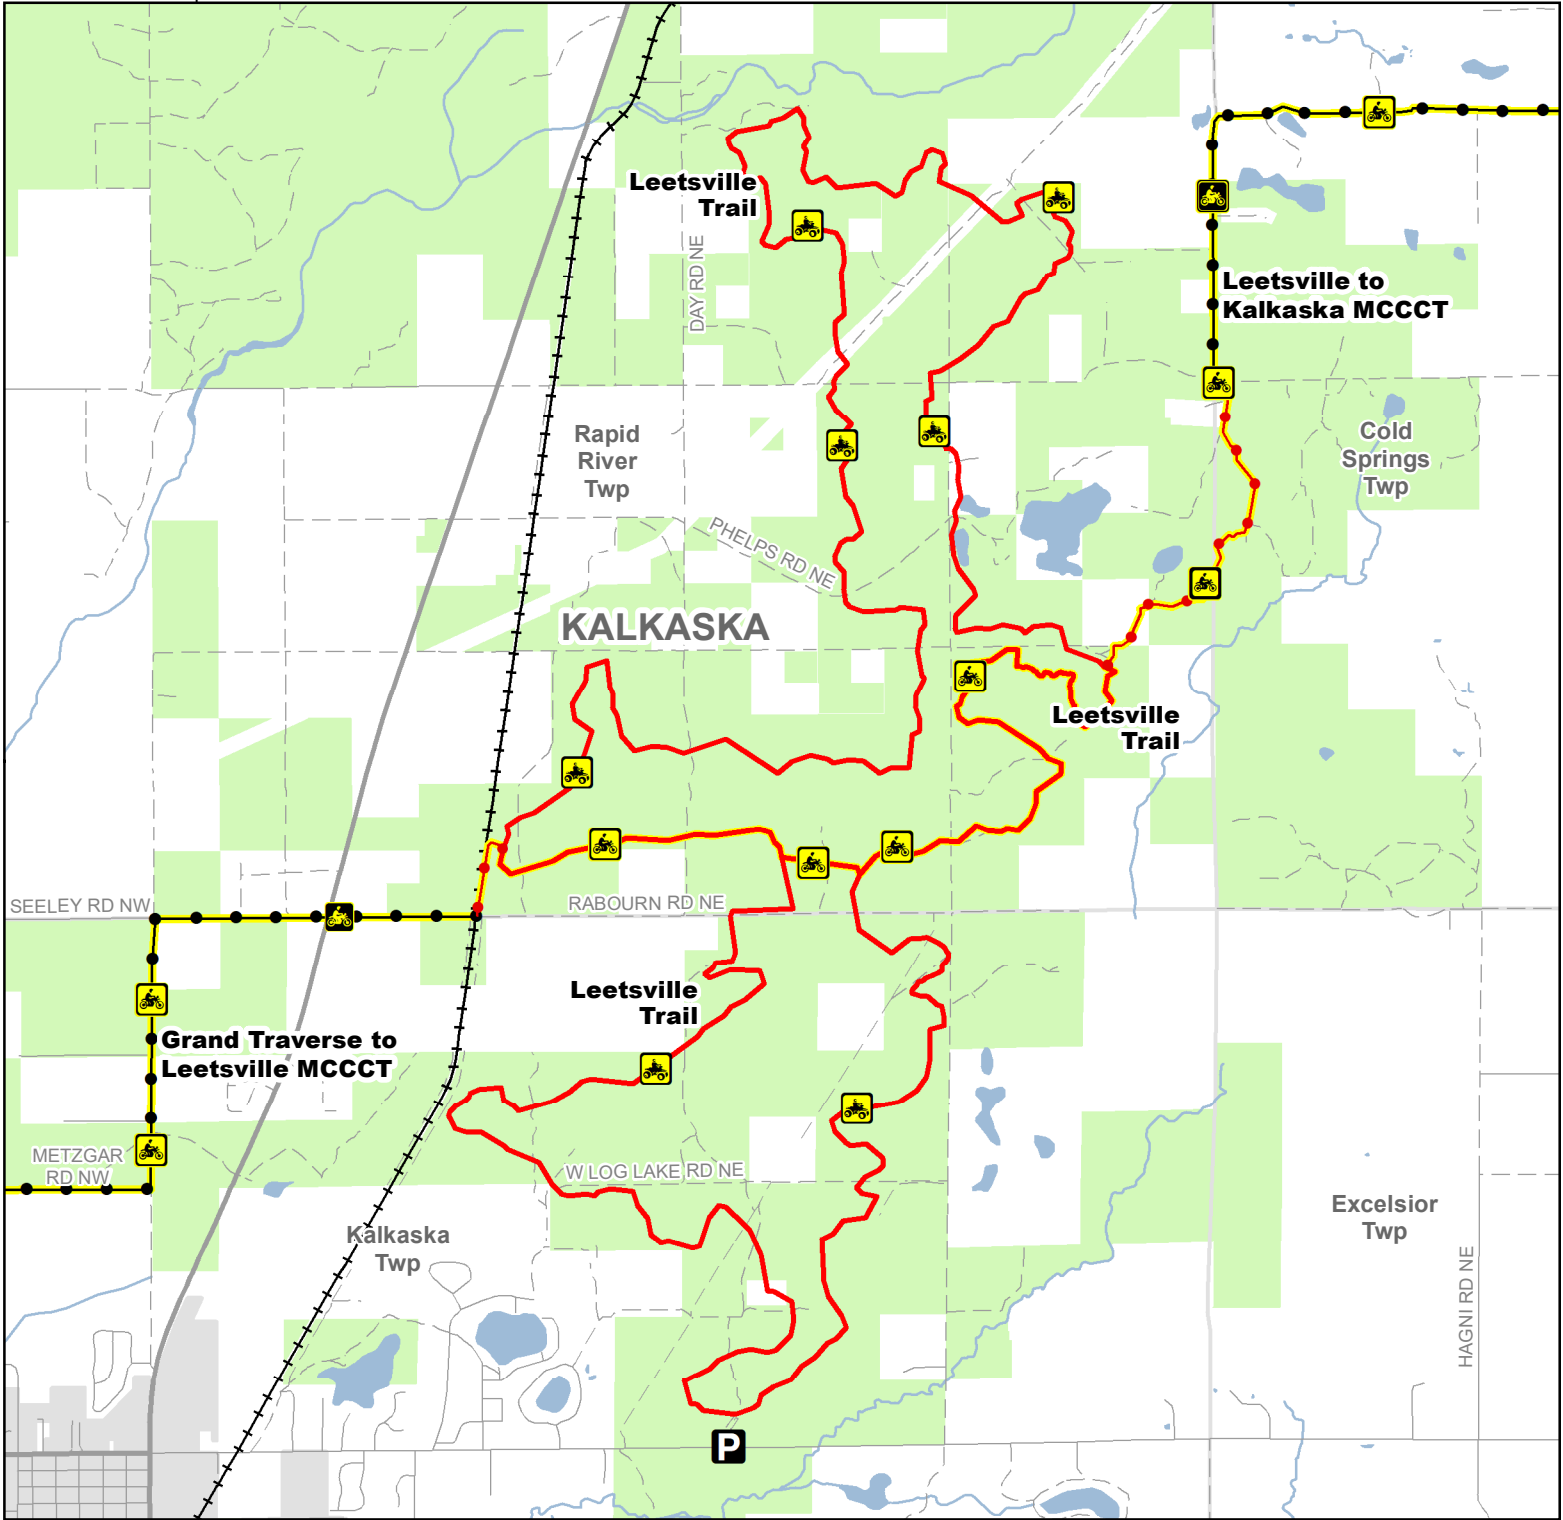 Leetsville
Trail
DAY RD NE
Leetsville to
Kalkaska MCCCT
Rapid
River
Twp
Cold
Springs
Twp
PHELPS RD NE
KALKASKA
Leetsville
Trail
SEELEY RD NW
RABOURN RD NE
Leetsville
Trail
Grand Traverse to
Leetsville MCCCT
METZGAR
RD NW
W LOG LAKE RD NE
Kalkaska
Twp
Excelsior
Twp
HAGNI RD NE
P